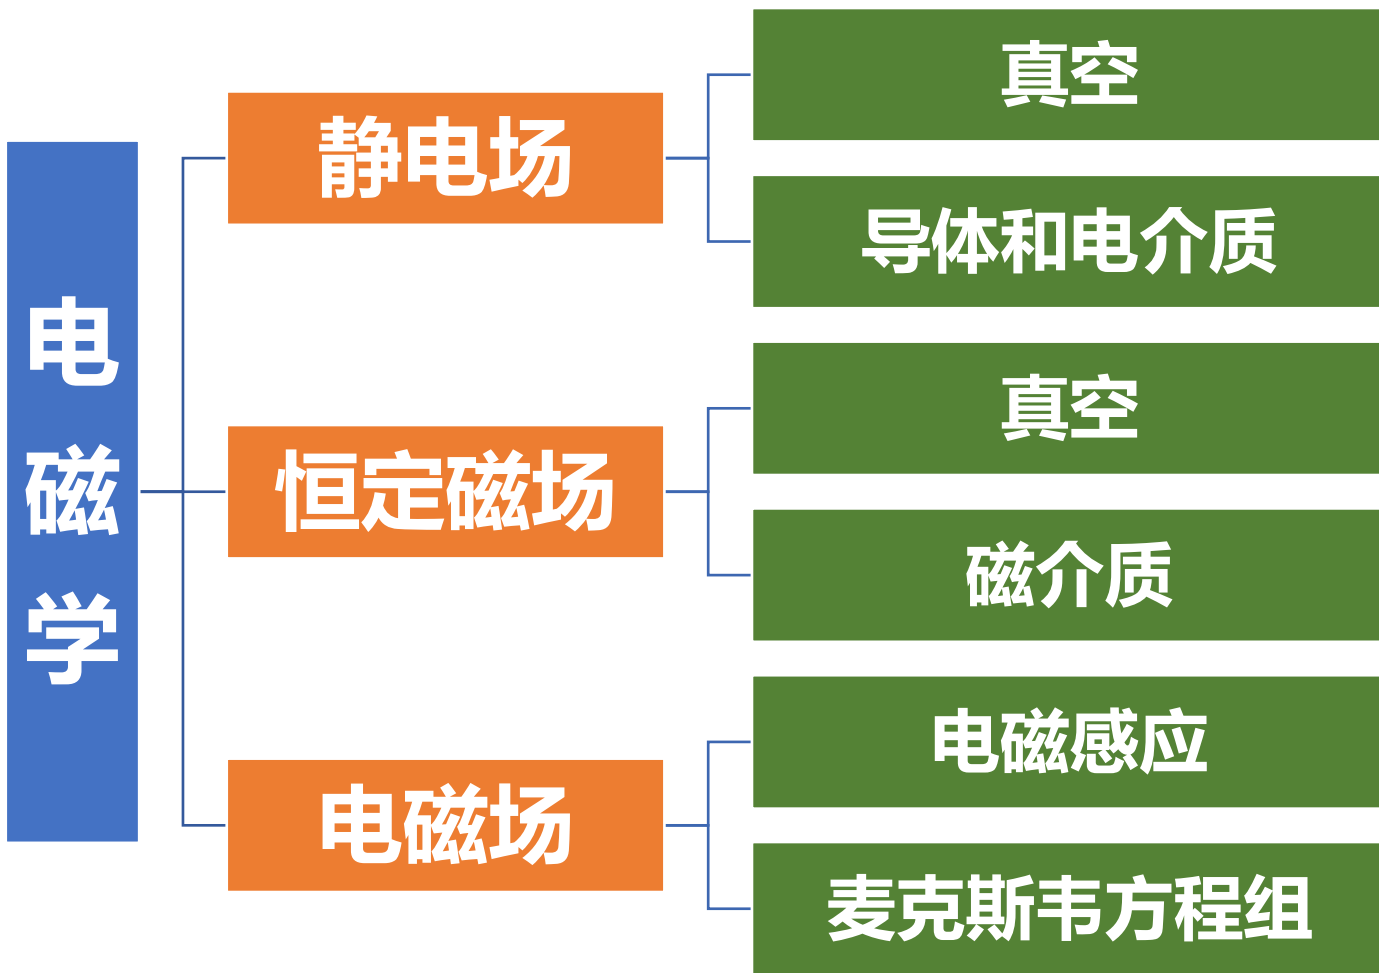 电磁学
静电场
真空
导体和电介质
恒定磁场
真空
磁介质
电磁场
电磁感应
麦克斯韦方程组